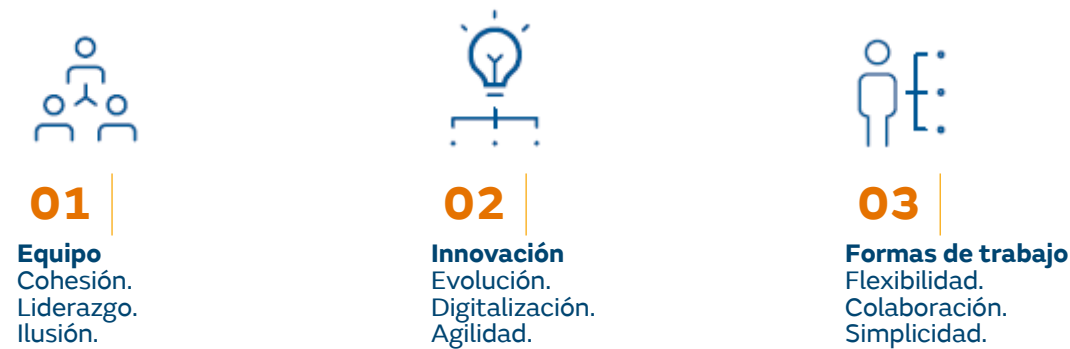 01
Equipo
Cohesión.
Liderazgo.
Ilusión.
02
Innovación
Evolución.
Digitalización.
Agilidad.
03
Formas de trabajo
Flexibilidad.
Colaboración.
Simplicidad.